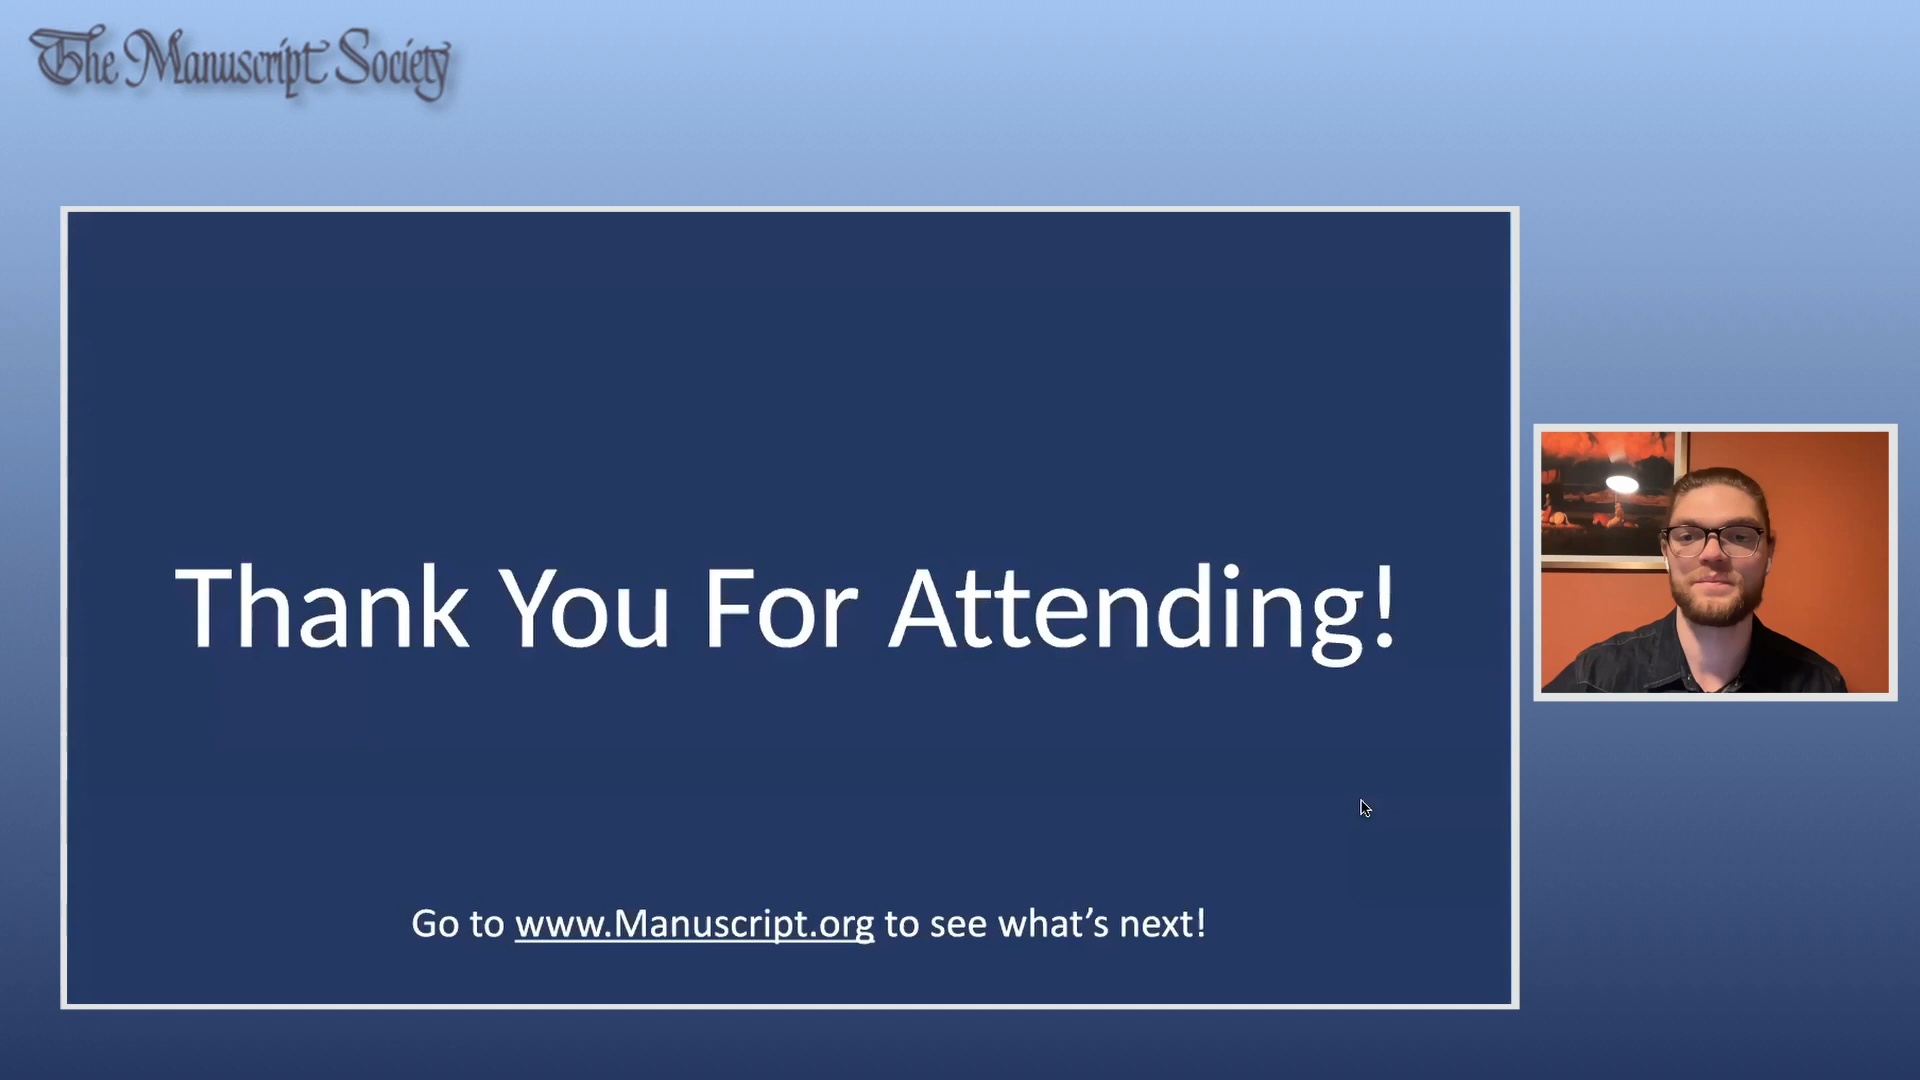 The Manuscript Society
Thank You For Attending!
Go to www.Manuscript.org to see what’s next!